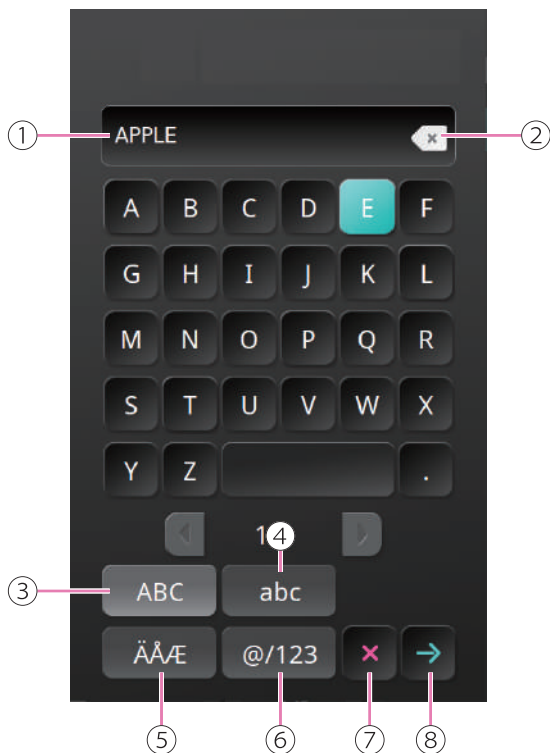 ① APPLE ②
A B C D E F
G H I J K L
M N O P Q R
S T U V W X
Y Z .
1 ④
③ ABC abc
ÄÅÆ @/123
⑤ ⑥ ⑦ ⑧